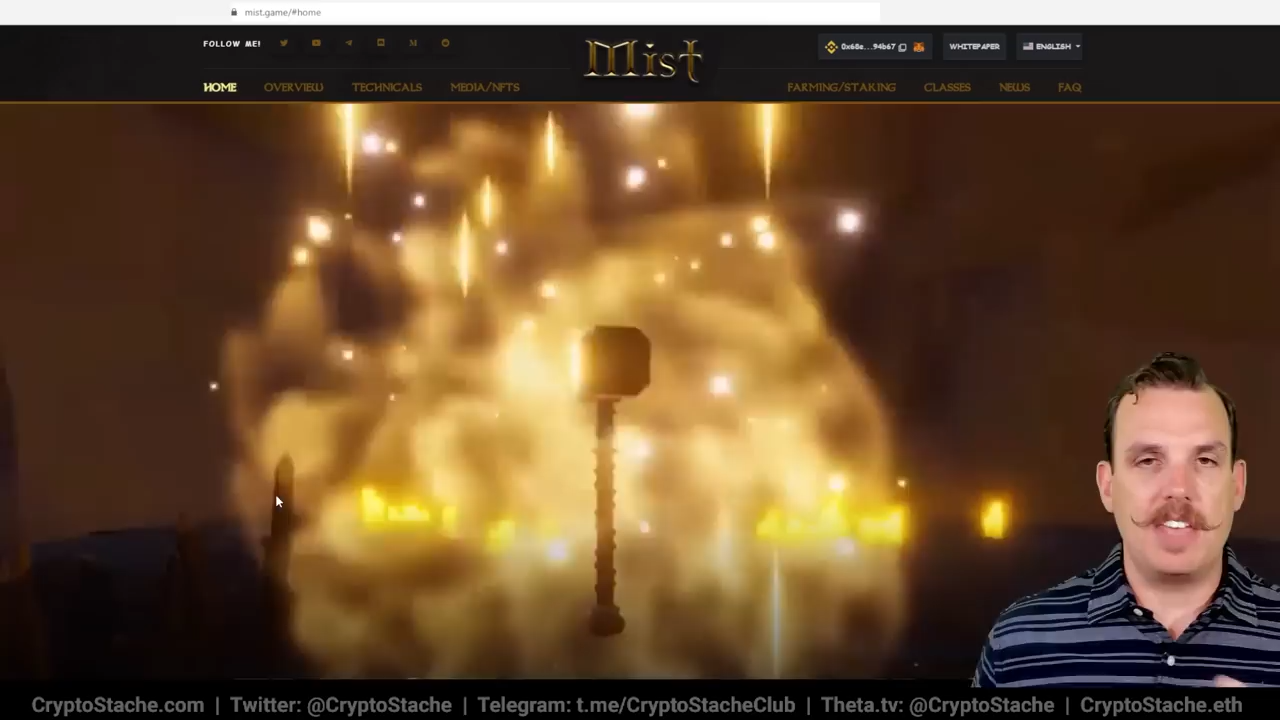 mist.game/#home
FOLLOW ME!
Mist
0x68e...94b67
WHITEPAPER
ENGLISH
HOME OVERVIEW TECHNICALS MEDIA/NFTS FARMING/STAKING CLASSES NEWS FAQ
CryptoStache.com | Twitter: @CryptoStache | Telegram: t.me/CryptoStacheClub | Theta.tv: @CryptoStache | CryptoStache.eth